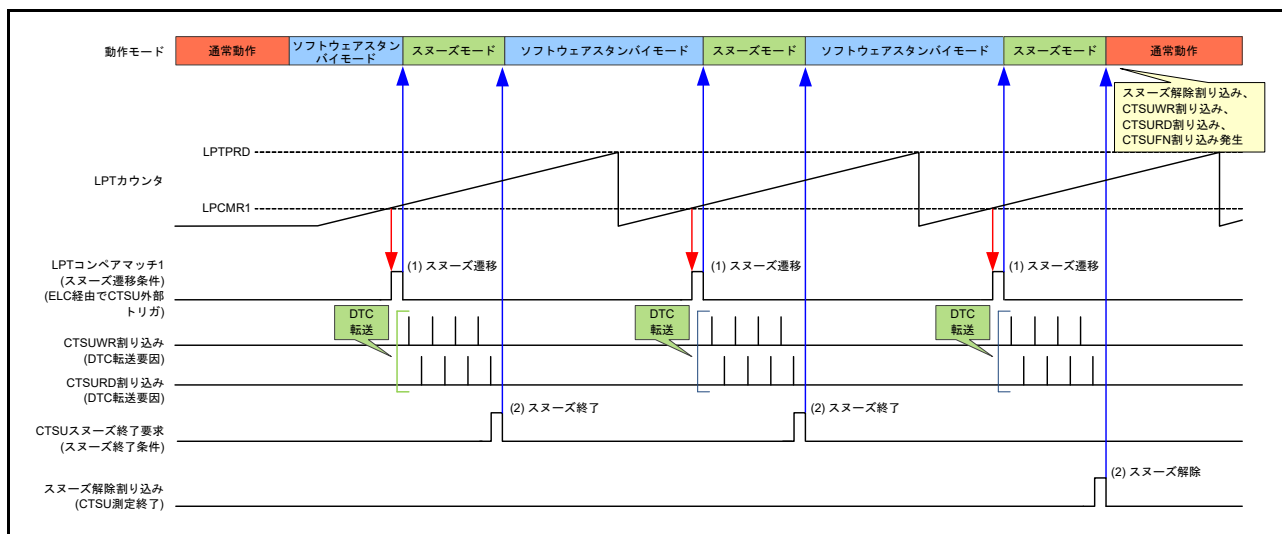 動作モード
通常動作
ソフトウェアスタン
バイモード
スヌーズモード
ソフトウェアスタンバイモード
スヌーズモード
ソフトウェアスタンバイモード
スヌーズモード
通常動作
スヌーズ解除割り込み、
CTSUWR割り込み、
CTSURD割り込み、
CTSUFN割り込み発生
LPTPRD
LPTカウンタ
LPCMR1
LPTコンペアマッチ1
(スヌーズ遷移条件)
(ELC経由でCTSU外部
トリガ)
(1) スヌーズ遷移
(1) スヌーズ遷移
(1) スヌーズ遷移
DTC
転送
DTC
転送
DTC
転送
CTSUWR割り込み
(DTC転送要因)
CTSURD割り込み
(DTC転送要因)
(2) スヌーズ終了
(2) スヌーズ終了
CTSUスヌーズ終了要求
(スヌーズ終了条件)
(2) スヌーズ解除
スヌーズ解除割り込み
(CTSU測定終了)